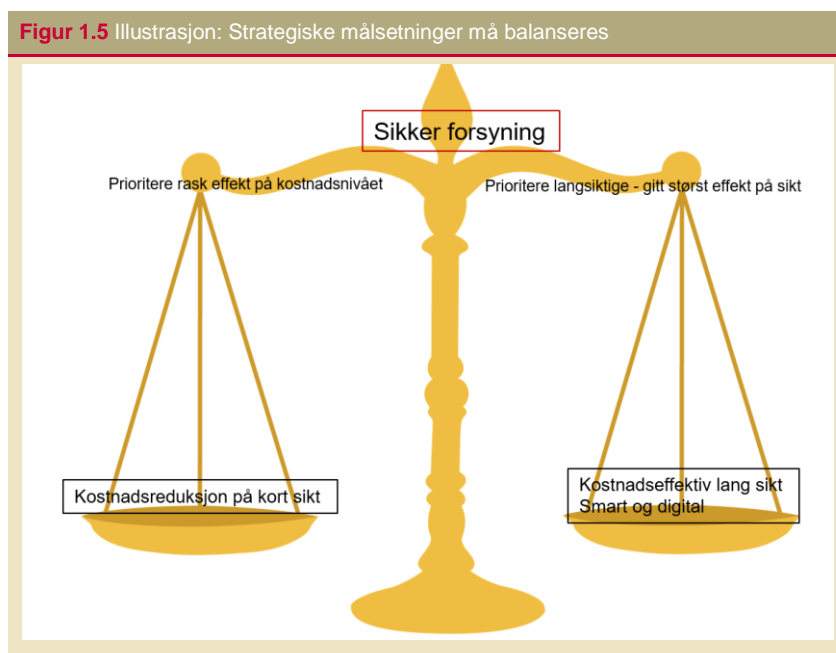 Figur 1.5 Illustrasjon: Strategiske målsetninger må balanseres
Sikker forsyning
Prioritere rask effekt på kostnadsnivået
Prioritere langsiktige - gitt størst effekt på sikt
Kostnadsreduksjon på kort sikt
Kostnadseffektiv lang sikt
Smart og digital